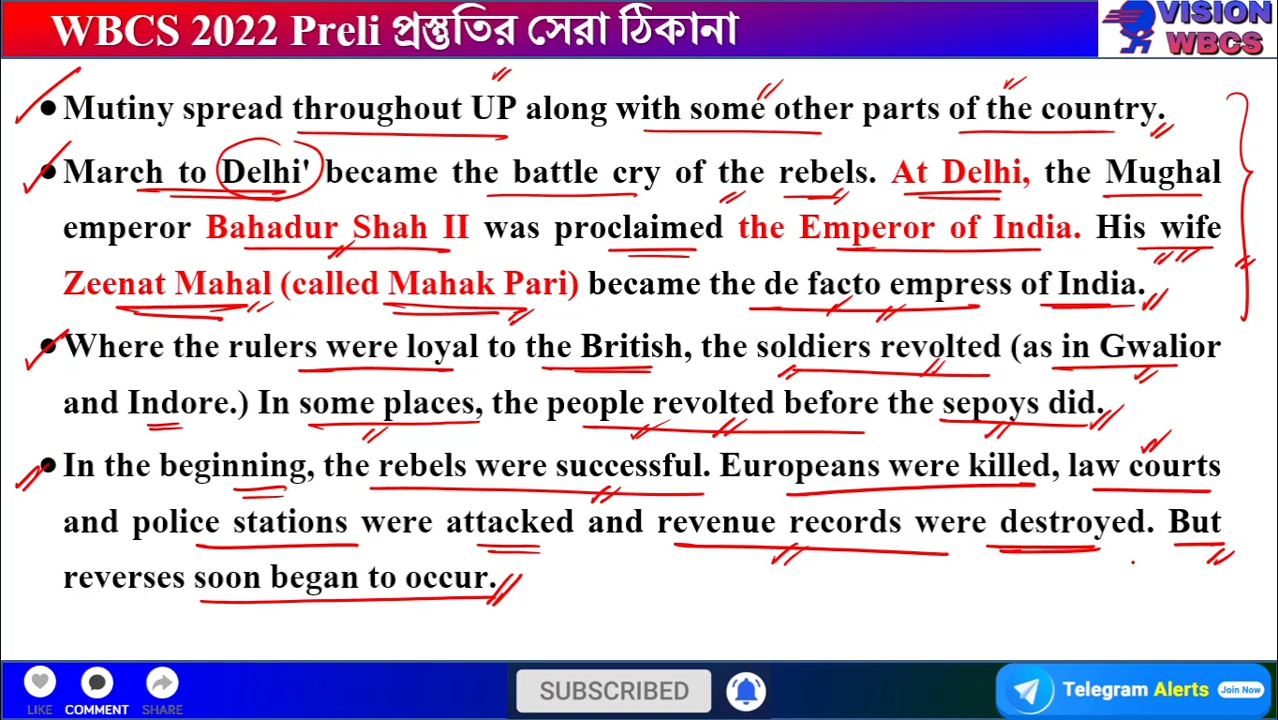 WBCS 2022 Preli প্রস্তুতির সেরা ঠিকানা
VISION
WBCS
• Mutiny spread throughout UP along with some other parts of the country.
• March to Delhi' became the battle cry of the rebels. At Delhi, the Mughal
emperor Bahadur Shah II was proclaimed the Emperor of India. His wife
Zeenat Mahal (called Mahak Pari) became the de facto empress of India.
• Where the rulers were loyal to the British, the soldiers revolted (as in Gwalior
and Indore.) In some places, the people revolted before the sepoys did.
• In the beginning, the rebels were successful. Europeans were killed, law courts
and police stations were attacked and revenue records were destroyed. But
reverses soon began to occur.
LIKE COMMENT SHARE
SUBSCRIBED
Telegram Alerts Join Now